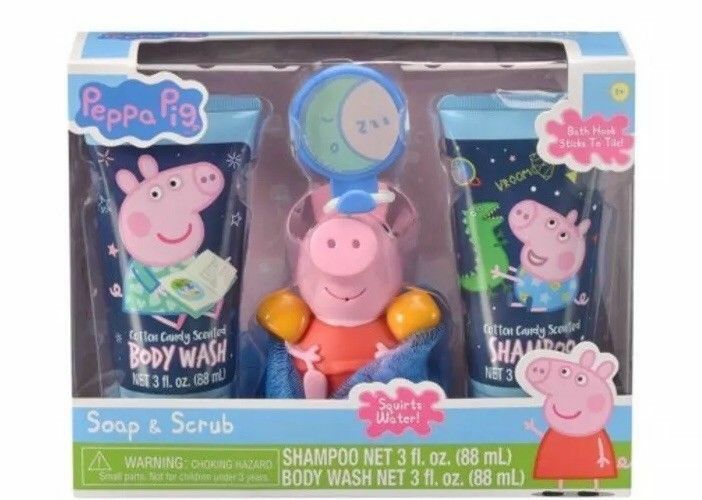 Peppa Pig
Bath Hook
Sticks To Tile!
zzz
VROOM
Cotton Candy Scented
BODY WASH
NET 3 fl. oz. (88 mL)
Cotton Candy Scented
SHAMPOO
NET 3
Squirts
Water!
Soap & Scrub
WARNING: CHOKING HAZARD
Small parts. Not for children under 3 years.
SHAMPOO NET 3 fl. oz. (88 mL)
BODY WASH NET 3 fl. oz. (88 mL)